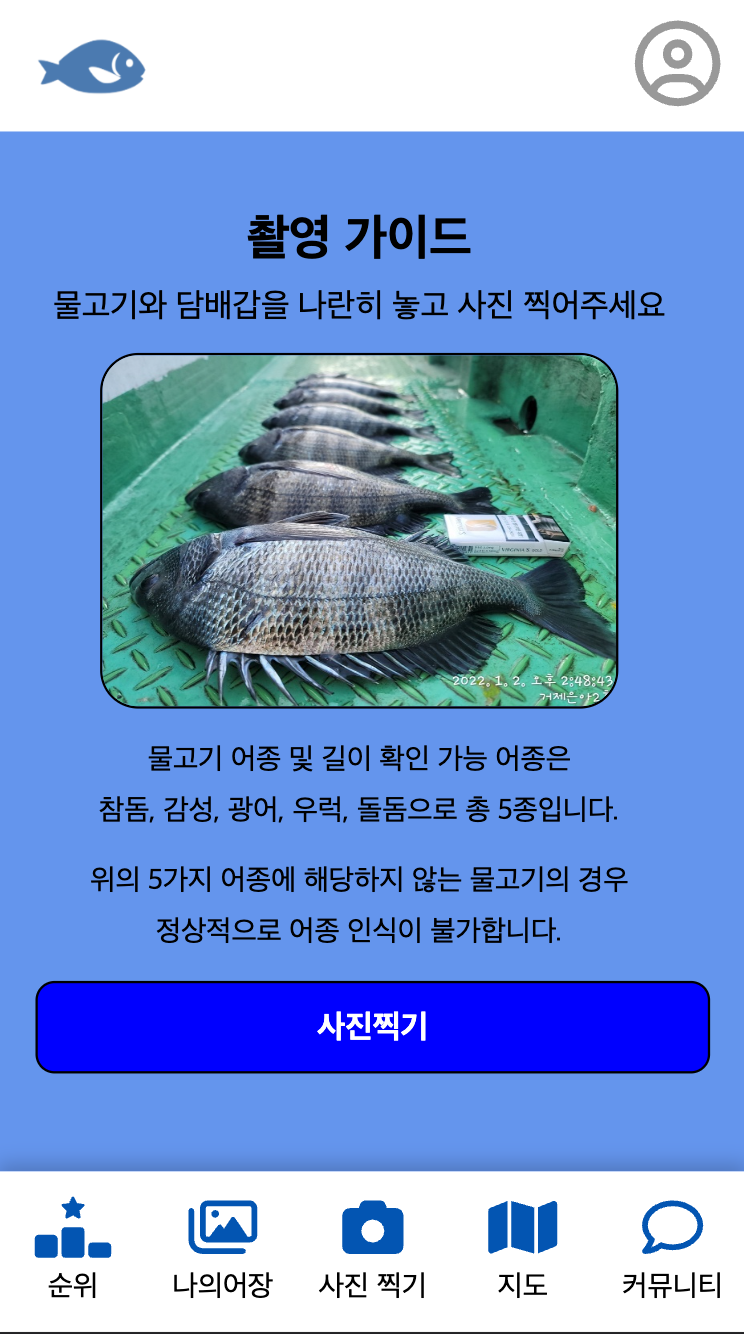 촬영 가이드
물고기와 담배갑을 나란히 놓고 사진 찍어주세요
VIRGINIA S.
2022. 1. 2. 오후 2:48:43
거제은아2호
물고기 어종 및 길이 확인 가능 어종은
참돔, 감성, 광어, 우럭, 돌돔으로 총 5종입니다.
위의 5가지 어종에 해당하지 않는 물고기의 경우
정상적으로 어종 인식이 불가합니다.
사진찍기
순위
나의어장
사진 찍기
지도
커뮤니티